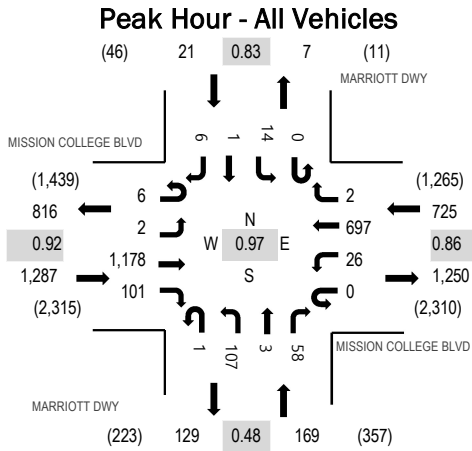 Peak Hour - All Vehicles
(46) 21 0.83 7 (11)
MARRIOTT DWY
MISSION COLLEGE BLVD
6 1 14 0
(1,439) 6 2 (1,265)
816 2 N 697 725
0.92 W 0.97 E 0.86
1,287 1,178 S 26 1,250
(2,315) 101 0 (2,310)
1 107 3 58
MISSION COLLEGE BLVD
MARRIOTT DWY
(223) 129 0.48 169 (357)